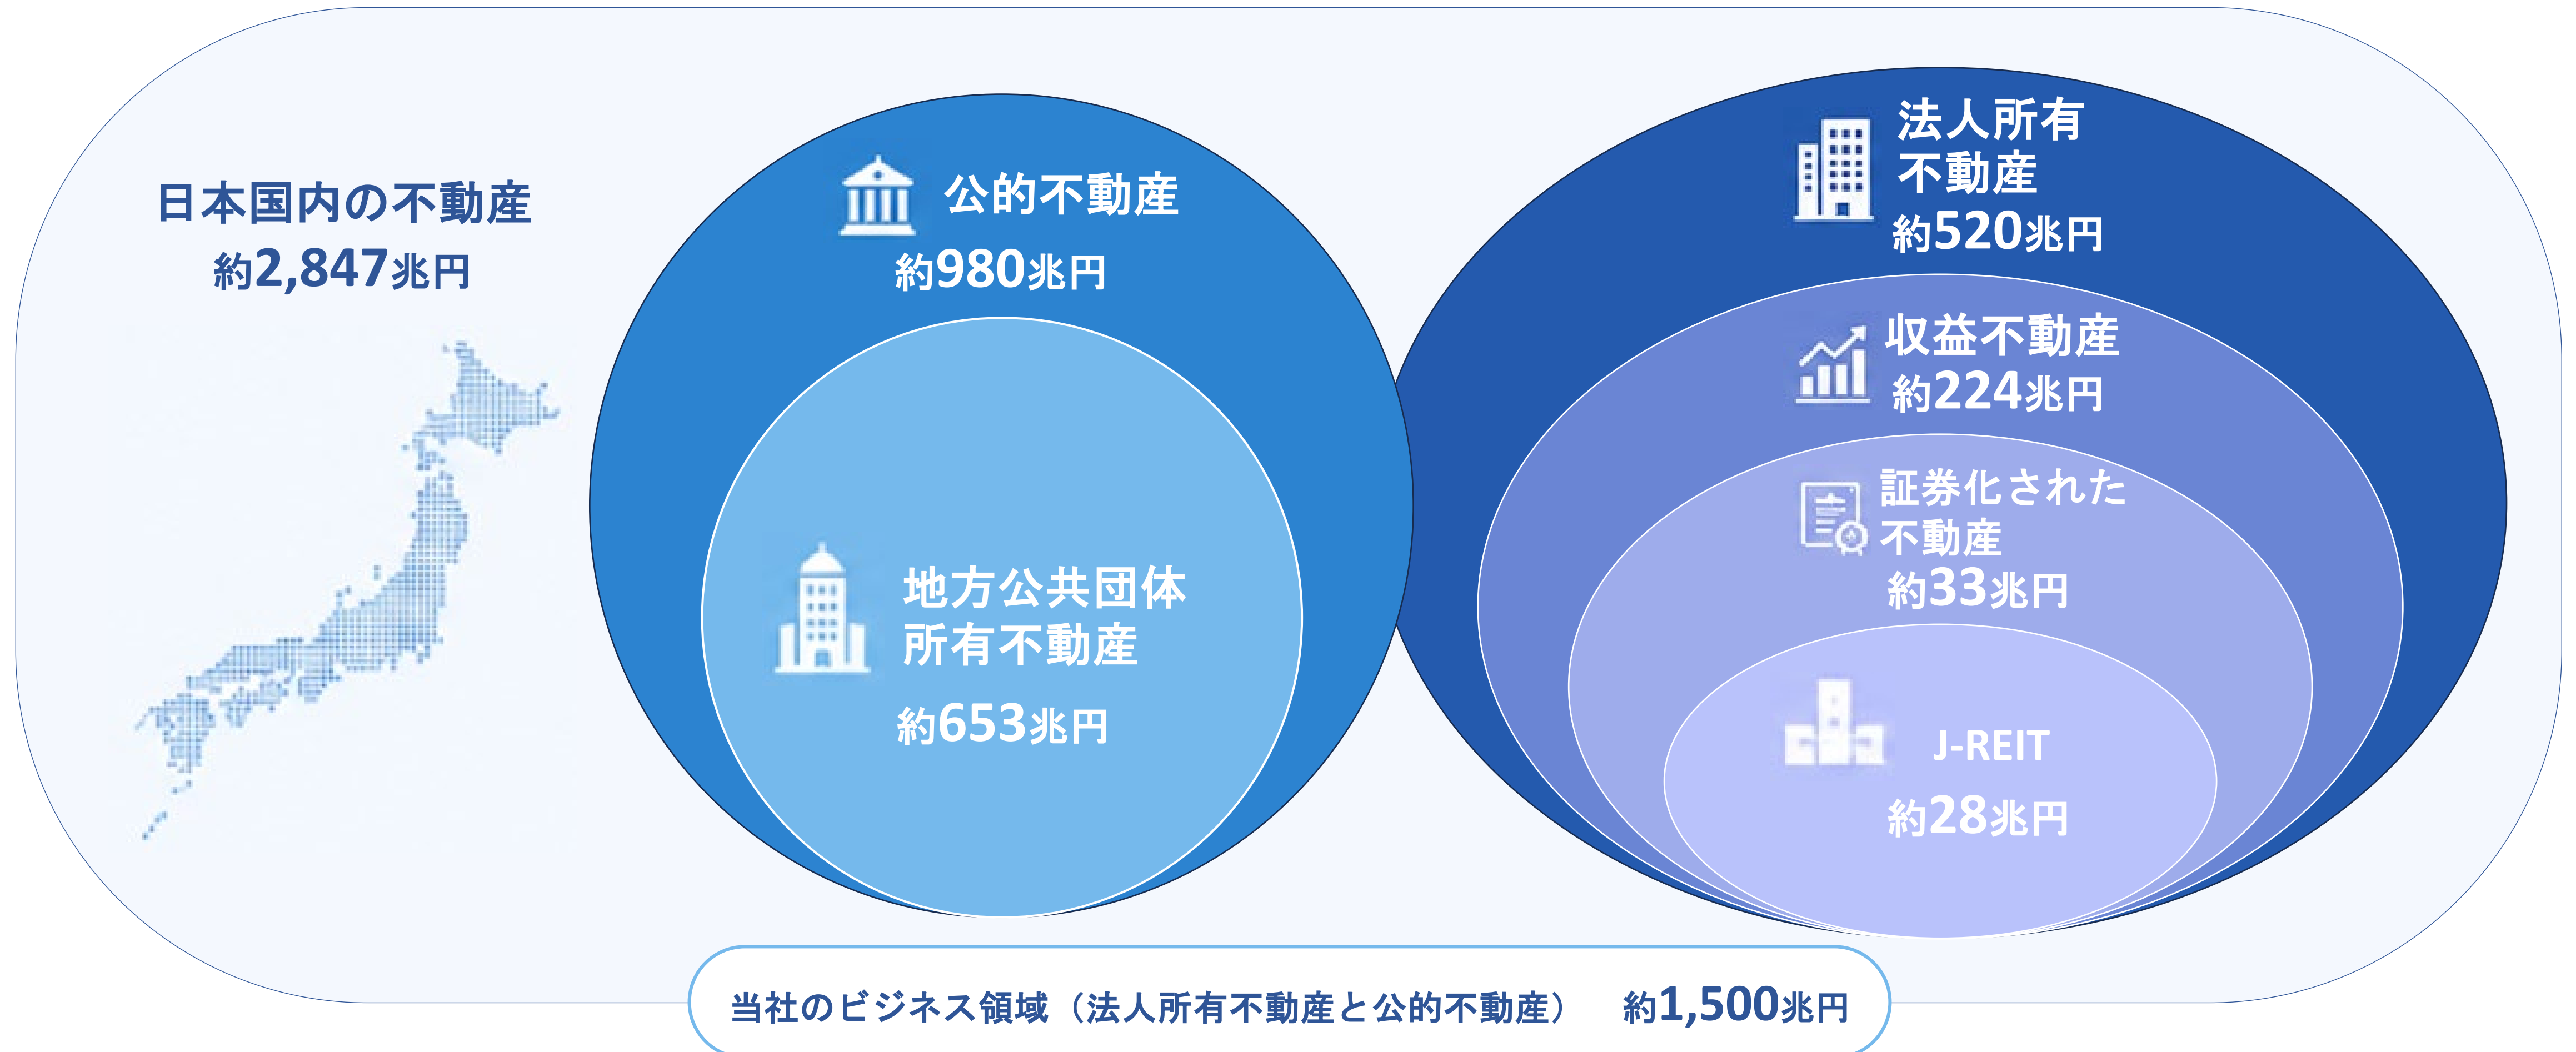 日本国内の不動産
約2,847兆円
公的不動産
約980兆円
地方公共団体
所有不動産
約653兆円
法人所有
不動産
約520兆円
収益不動産
約224兆円
証券化された
不動産
約33兆円
J-REIT
約28兆円
当社のビジネス領域（法人所有不動産と公的不動産）　約1,500兆円